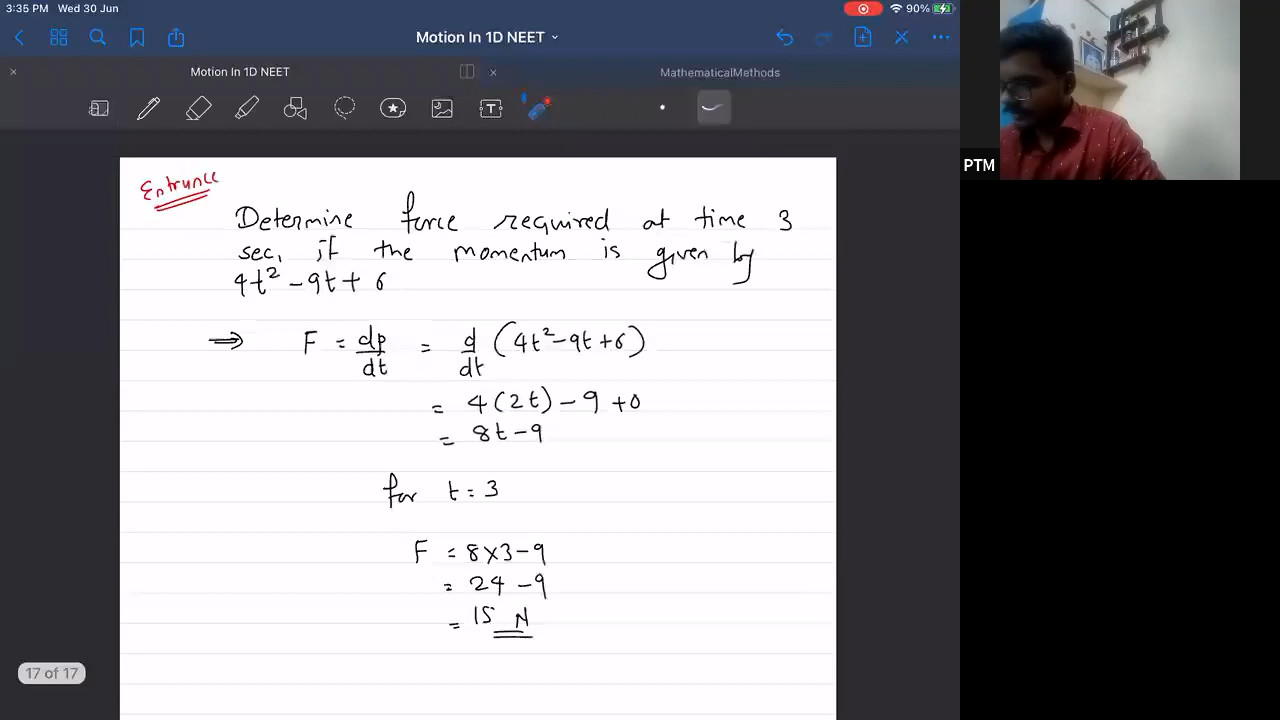 3:35 PM Wed 30 Jun
90%
Motion In 1D NEET
Motion In 1D NEET
MathematicalMethods
PTM
Entrance
Determine force required at time 3
sec, if the momentum is given by
4t² - 9t + 6
⇒ F = dp/dt = d/dt (4t² - 9t + 6)
= 4(2t) - 9 + 0
= 8t - 9
for t = 3
F = 8×3 - 9
= 24 - 9
= 15 N
17 of 17